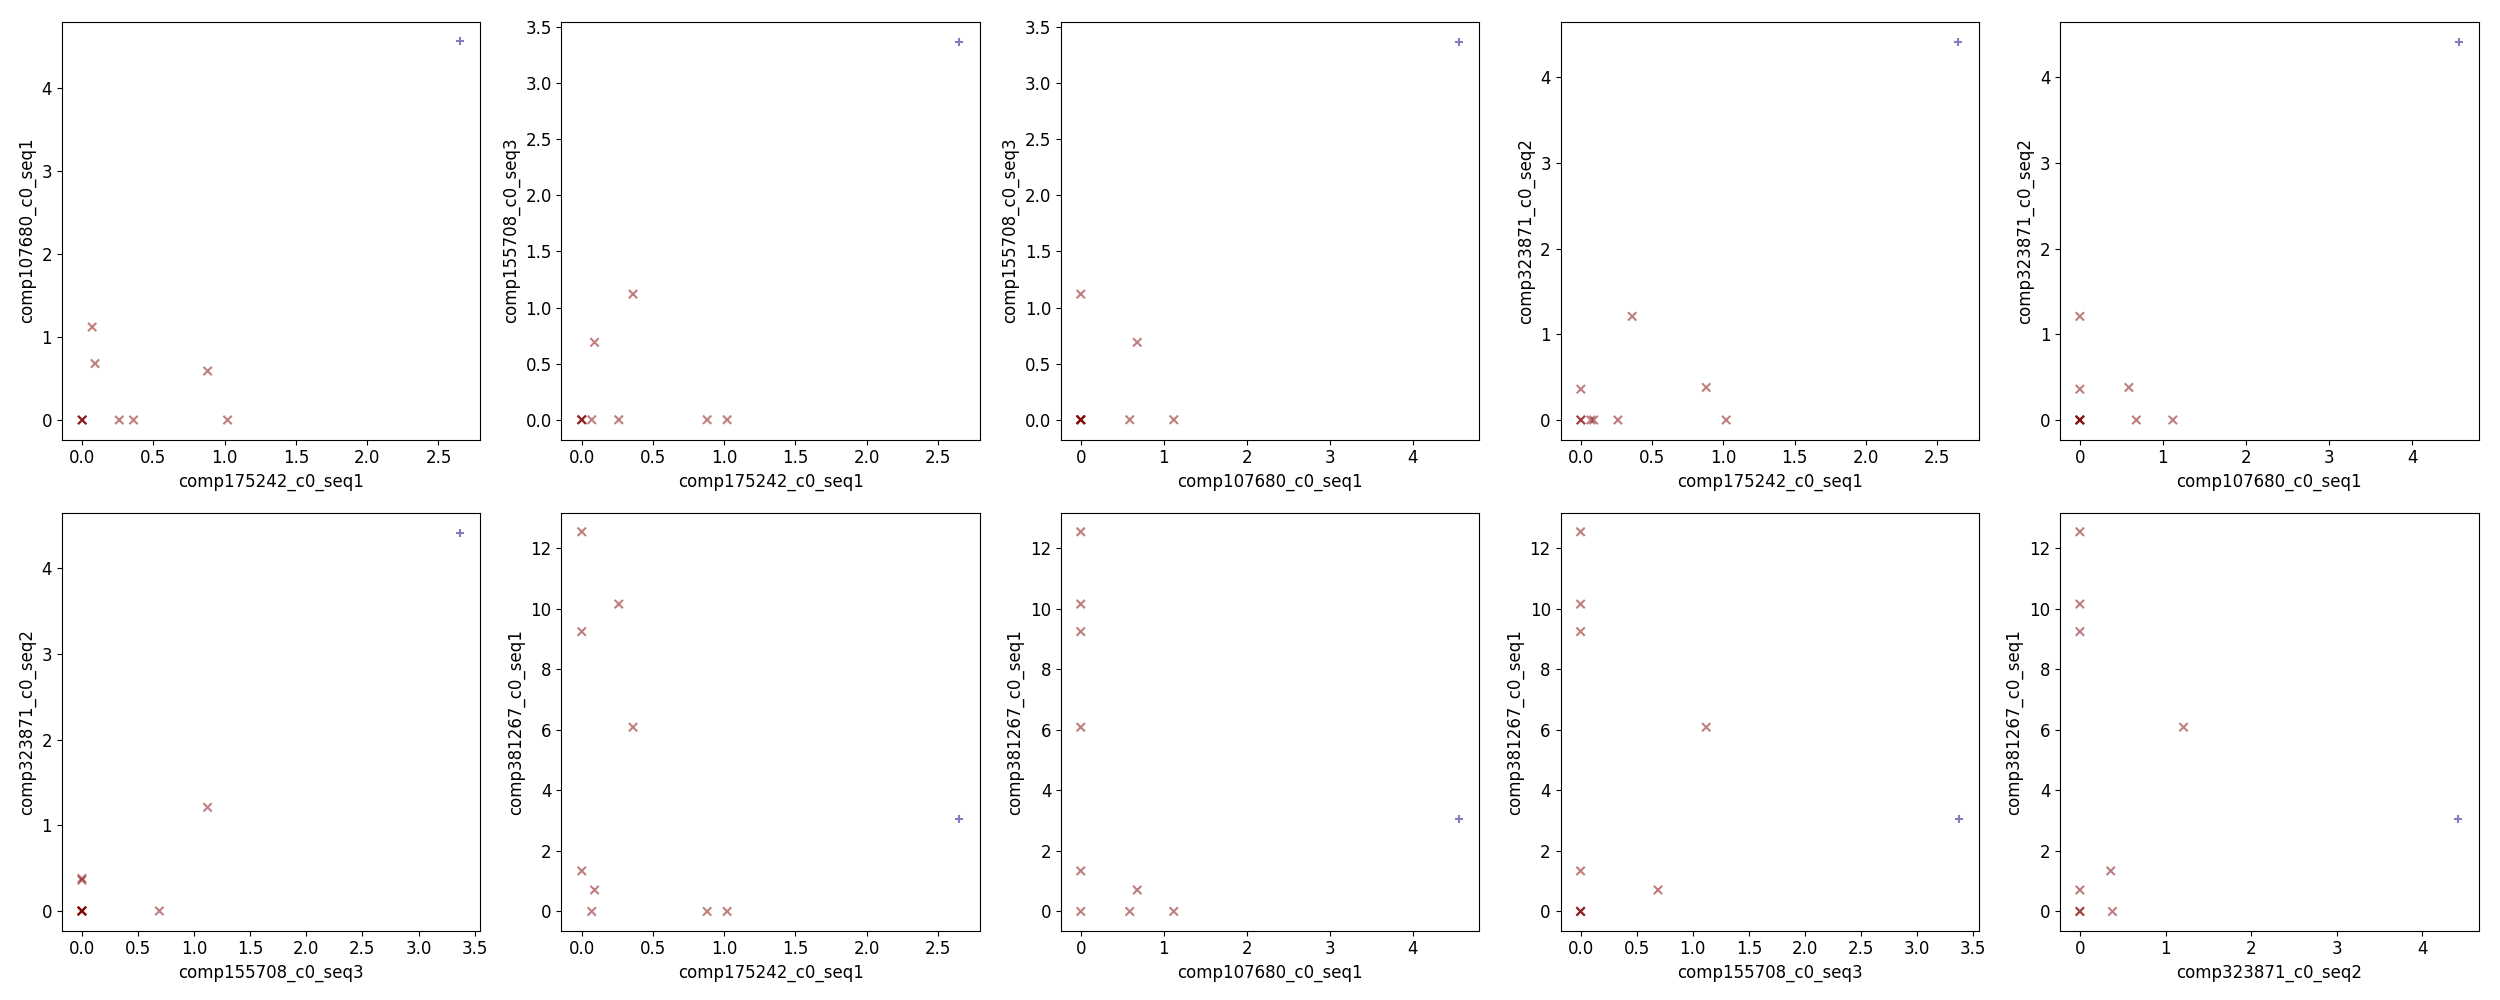 comp107680_c0_seq1
4
3
2
1
0
0.0 0.5 1.0 1.5 2.0 2.5
comp175242_c0_seq1
comp155708_c0_seq3
3.5
3.0
2.5
2.0
1.5
1.0
0.5
0.0
0.0 0.5 1.0 1.5 2.0 2.5
comp175242_c0_seq1
comp155708_c0_seq3
3.5
3.0
2.5
2.0
1.5
1.0
0.5
0.0
0 1 2 3 4
comp107680_c0_seq1
comp323871_c0_seq2
4
3
2
1
0
0.0 0.5 1.0 1.5 2.0 2.5
comp175242_c0_seq1
comp323871_c0_seq2
4
3
2
1
0
0 1 2 3 4
comp107680_c0_seq1
comp323871_c0_seq2
4
3
2
1
0
0.0 0.5 1.0 1.5 2.0 2.5 3.0 3.5
comp155708_c0_seq3
comp381267_c0_seq1
12
10
8
6
4
2
0
0.0 0.5 1.0 1.5 2.0 2.5
comp175242_c0_seq1
comp381267_c0_seq1
12
10
8
6
4
2
0
0 1 2 3 4
comp107680_c0_seq1
comp381267_c0_seq1
12
10
8
6
4
2
0
0.0 0.5 1.0 1.5 2.0 2.5 3.0 3.5
comp155708_c0_seq3
comp381267_c0_seq1
12
10
8
6
4
2
0
0 1 2 3 4
comp323871_c0_seq2